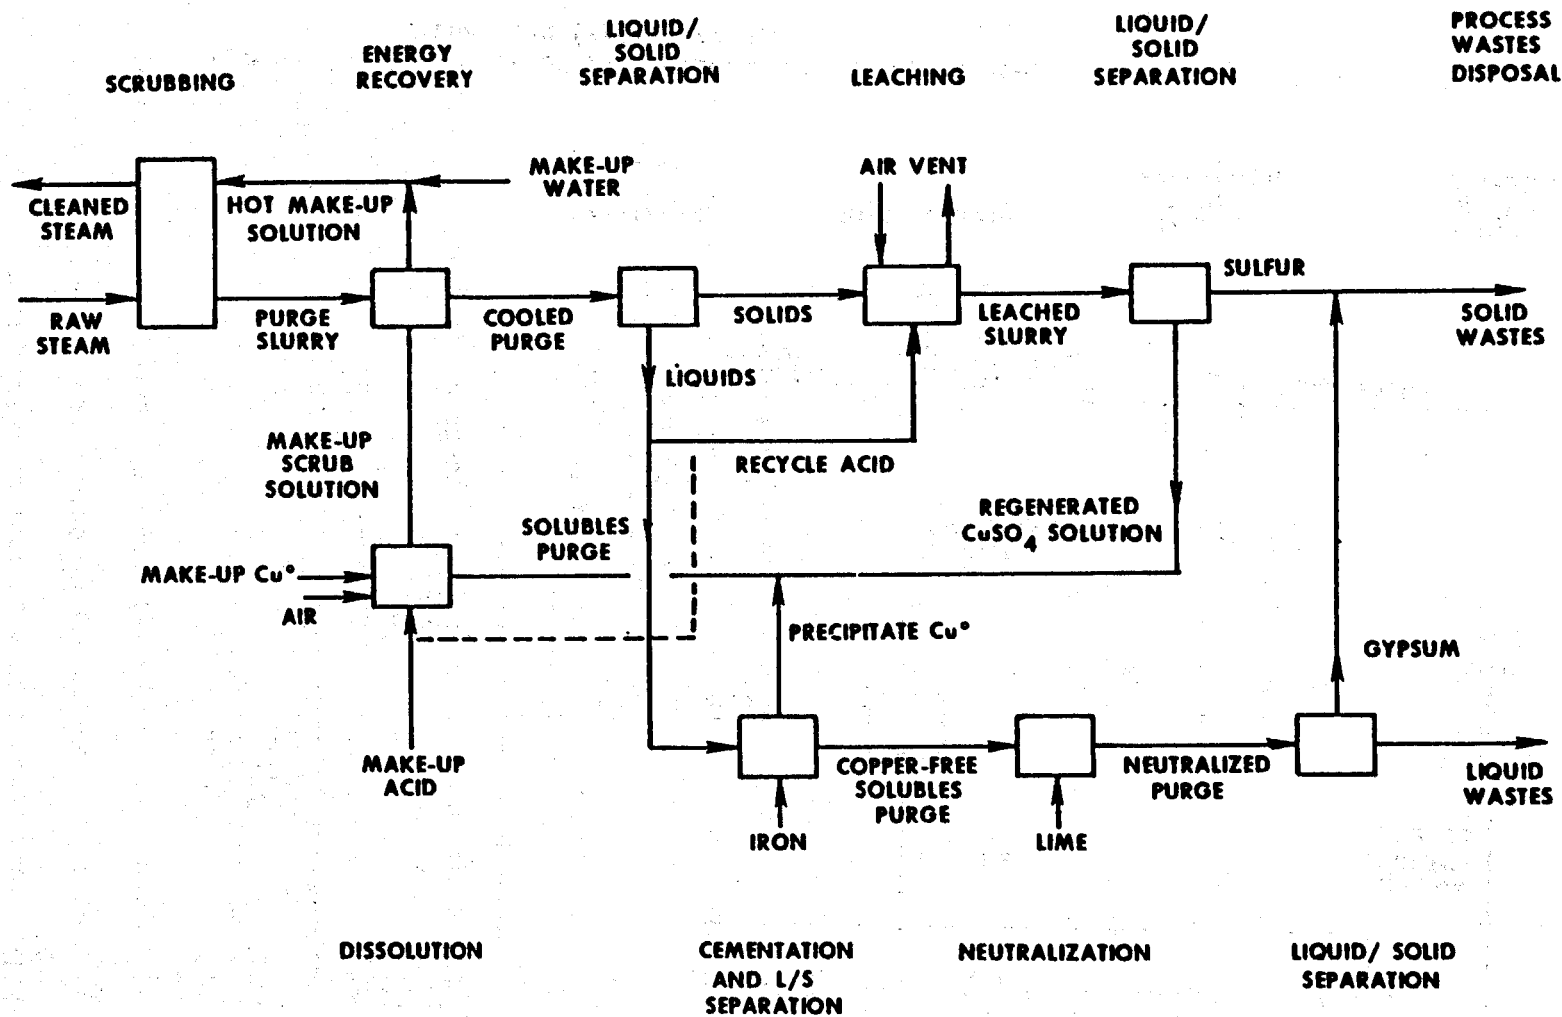 SCRUBBING
ENERGY
RECOVERY
LIQUID/
SOLID
SEPARATION
LEACHING
LIQUID/
SOLID
SEPARATION
PROCESS
WASTES
DISPOSAL
CLEANED
STEAM
HOT MAKE-UP
SOLUTION
MAKE-UP
WATER
AIR VENT
RAW
STEAM
PURGE
SLURRY
COOLED
PURGE
SOLIDS
LEACHED
SLURRY
SULFUR
SOLID
WASTES
LIQUIDS
RECYCLE ACID
MAKE-UP
SCRUB
SOLUTION
SOLUBLES
PURGE
REGENERATED
CuSO4 SOLUTION
MAKE-UP Cu°
AIR
PRECIPITATE Cu°
GYPSUM
MAKE-UP
ACID
COPPER-FREE
SOLUBLES
PURGE
NEUTRALIZED
PURGE
LIQUID
WASTES
IRON
LIME
DISSOLUTION
CEMENTATION
AND L/S
SEPARATION
NEUTRALIZATION
LIQUID/ SOLID
SEPARATION